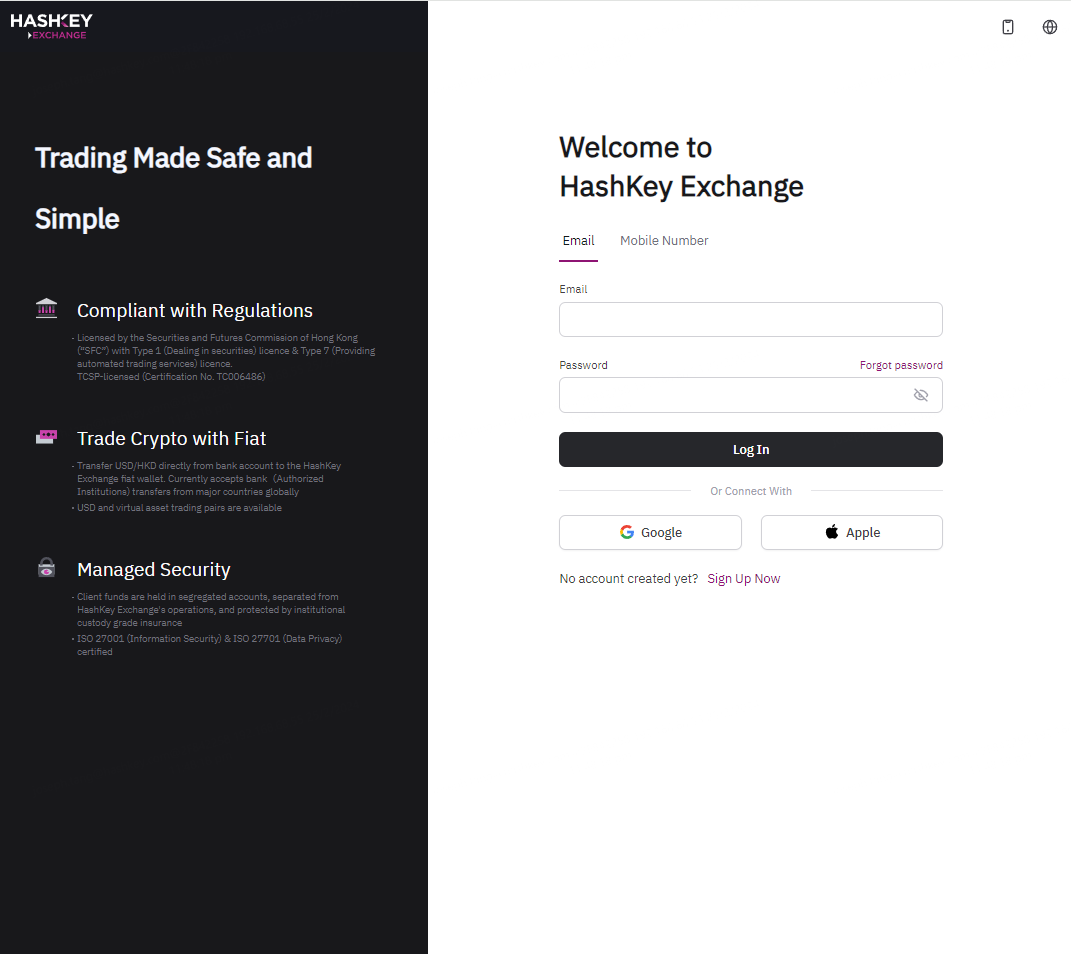 HASHKEY
EXCHANGE
Trading Made Safe and
Simple
Compliant with Regulations
- Licensed by the Securities and Futures Commission of Hong Kong
("SFC") with Type 1 (Dealing in securities) licence & Type 7 (Providing
automated trading services) licence.
TCSP-licensed (Certification No. TC006486)
Trade Crypto with Fiat
- Transfer USD/HKD directly from bank account to the HashKey
Exchange fiat wallet. Currently accepts bank（Authorized
Institutions) transfers from major countries globally
• USD and virtual asset trading pairs are available
Managed Security
- Client funds are held in segregated accounts, separated from
HashKey Exchange's operations, and protected by institutional
custody grade insurance
• ISO 27001 (Information Security) & ISO 27701 (Data Privacy)
certified
Welcome to
HashKey Exchange
Email Mobile Number
Email
Password Forgot password
Log In
Or Connect With
Google Apple
No account created yet? Sign Up Now